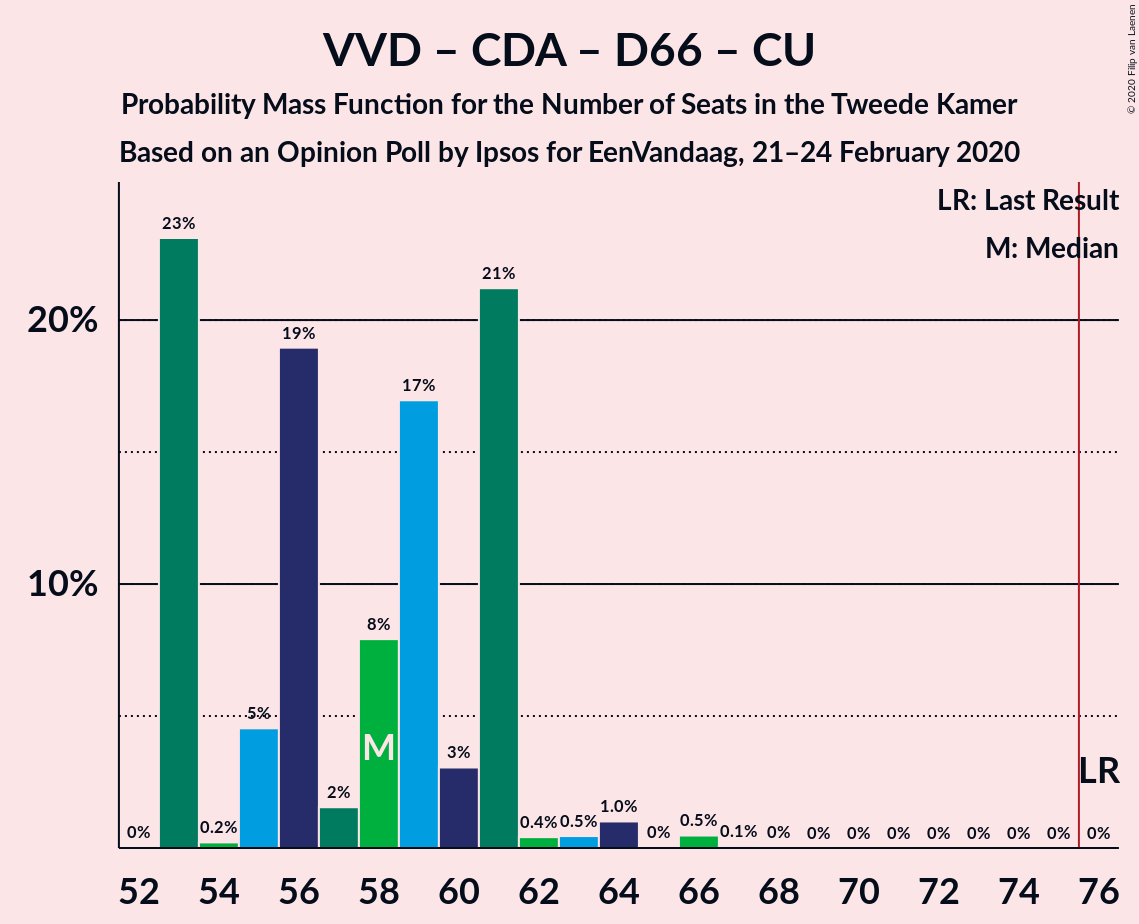 VVD – CDA – D66 – CU
Probability Mass Function for the Number of Seats in the Tweede Kamer
Based on an Opinion Poll by Ipsos for EenVandaag, 21–24 February 2020
© 2020 Filip van Laenen
LR: Last Result
M: Median
20%
10%
0% 23% 0.2% 5% 19% 2% 8% 17% 3% 21% 0.4% 0.5% 1.0% 0% 0.5% 0.1% 0% 0% 0% 0% 0% 0% 0% 0% 0%
M
LR
52 54 56 58 60 62 64 66 68 70 72 74 76